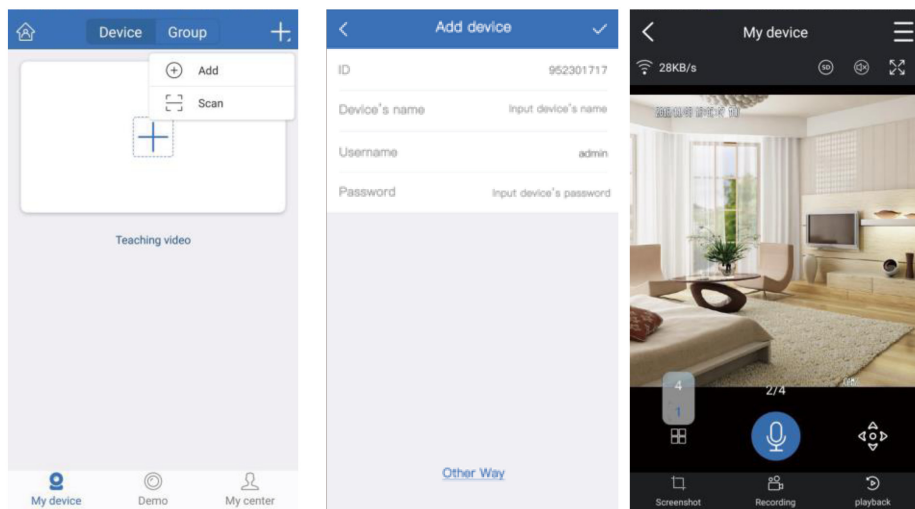 Device Group
Add
Scan
Teaching video
My device Demo My center
Add device
ID 952301717
Device's name Input device's name
Username admin
Password Input device's password
Other Way
My device
28KB/s SD
2/4
4
1
Screenshot Recording playback